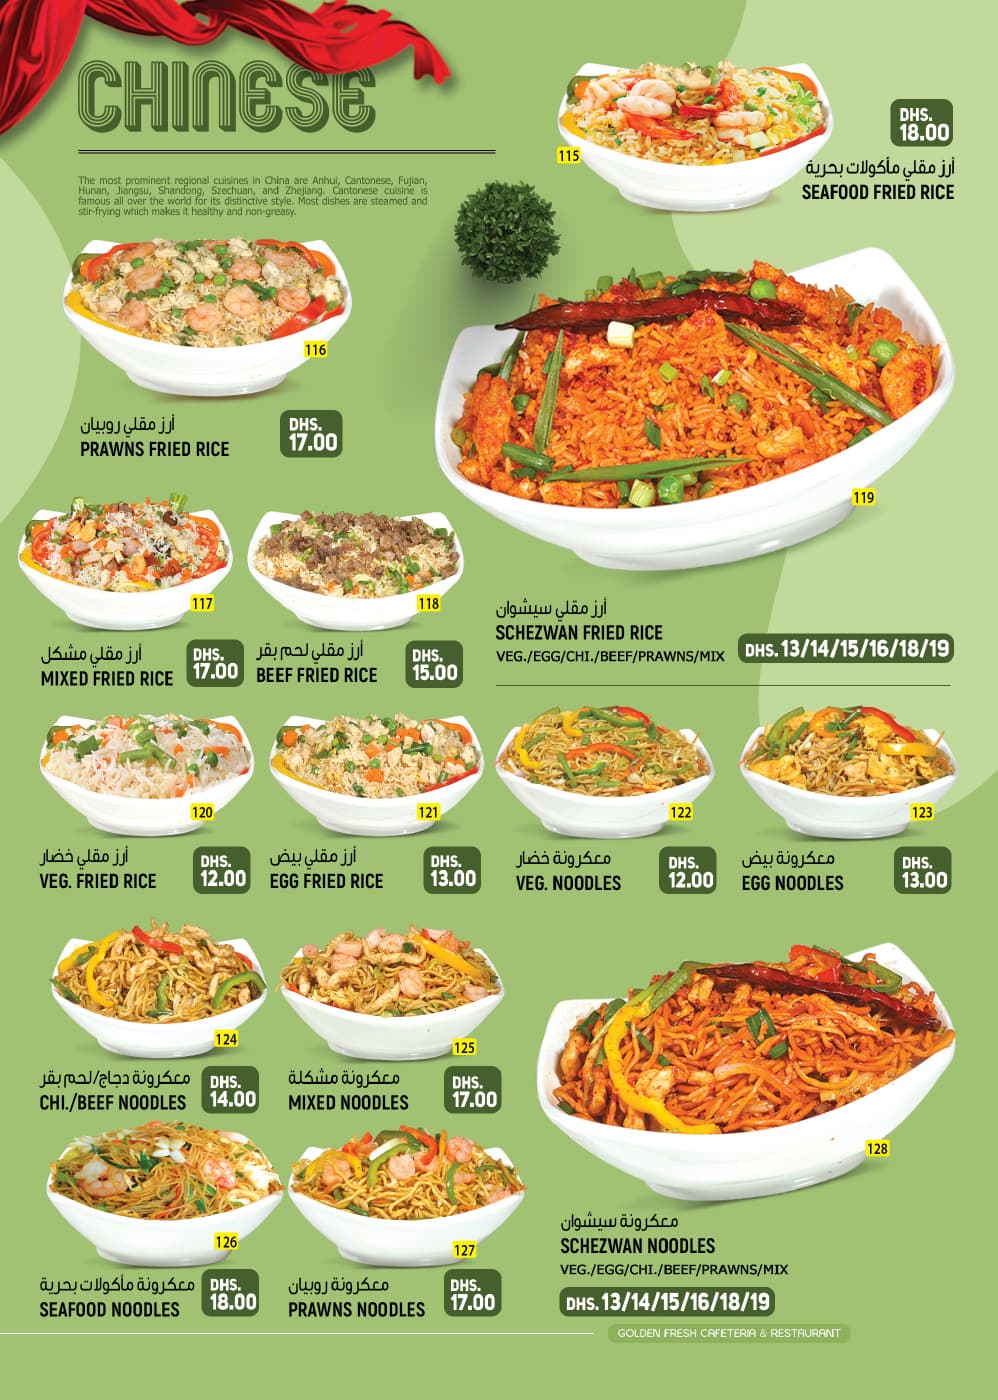 CHINESE
The most prominent regional cuisines in China are Anhui, Cantonese, Fujian,
Hunan, Jiangsu, Shandong, Szechuan, and Zhejiang. Cantonese cuisine is
famous all over the world for its distinctive style. Most dishes are steamed and
stir-frying which makes it healthy and non-greasy.
115
DHS.
18.00
أرز مقلي مأكولات بحرية
SEAFOOD FRIED RICE
116
أرز مقلي روبيان
PRAWNS FRIED RICE
DHS.
17.00
119
أرز مقلي سيشوان
SCHEZWAN FRIED RICE
VEG./EGG/CHI./BEEF/PRAWNS/MIX
DHS. 13/14/15/16/18/19
117
أرز مقلي مشكل
MIXED FRIED RICE
DHS.
17.00
118
أرز مقلي لحم بقر
BEEF FRIED RICE
DHS.
15.00
120
أرز مقلي خضار
VEG. FRIED RICE
DHS.
12.00
121
أرز مقلي بيض
EGG FRIED RICE
DHS.
13.00
122
معكرونة خضار
VEG. NOODLES
DHS.
12.00
123
معكرونة بيض
EGG NOODLES
DHS.
13.00
124
معكرونة دجاج/لحم بقر
CHI./BEEF NOODLES
DHS.
14.00
125
معكرونة مشكلة
MIXED NOODLES
DHS.
17.00
126
معكرونة مأكولات بحرية
SEAFOOD NOODLES
DHS.
18.00
127
معكرونة روبيان
PRAWNS NOODLES
DHS.
17.00
128
معكرونة سيشوان
SCHEZWAN NOODLES
VEG./EGG/CHI./BEEF/PRAWNS/MIX
DHS. 13/14/15/16/18/19
GOLDEN FRESH CAFETERIA & RESTAURANT